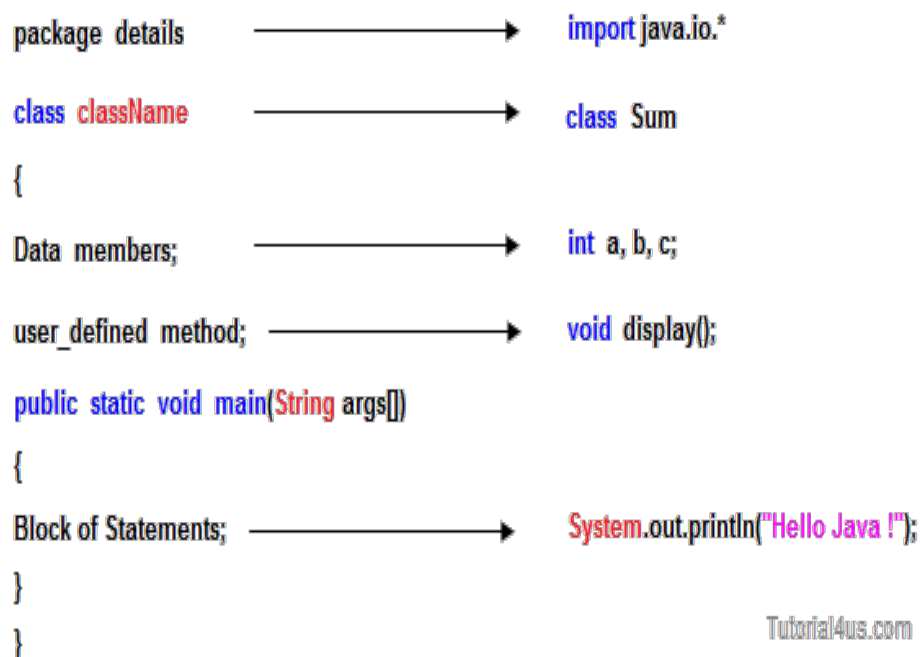 package details import java.io.*
class className class Sum
{
Data members; int a, b, c;
user_defined method; void display();
public static void main(String args[])
{
Block of Statements; System.out.println("Hello Java !");
}
}
Tutorial4us.com